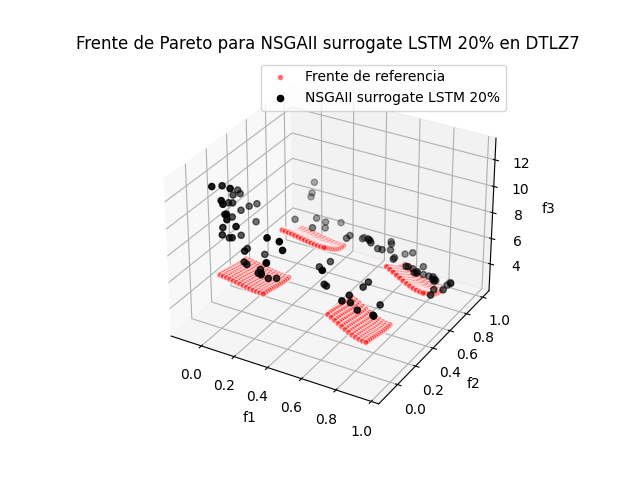 Frente de Pareto para NSGAII surrogate LSTM 20% en DTLZ7
Frente de referencia
NSGAII surrogate LSTM 20%
12
10
f3
8
6
4
1.0
0.8
0.6
0.4
f2
0.2
0.0
0.0
0.2
0.4
0.6
f1
0.8
1.0